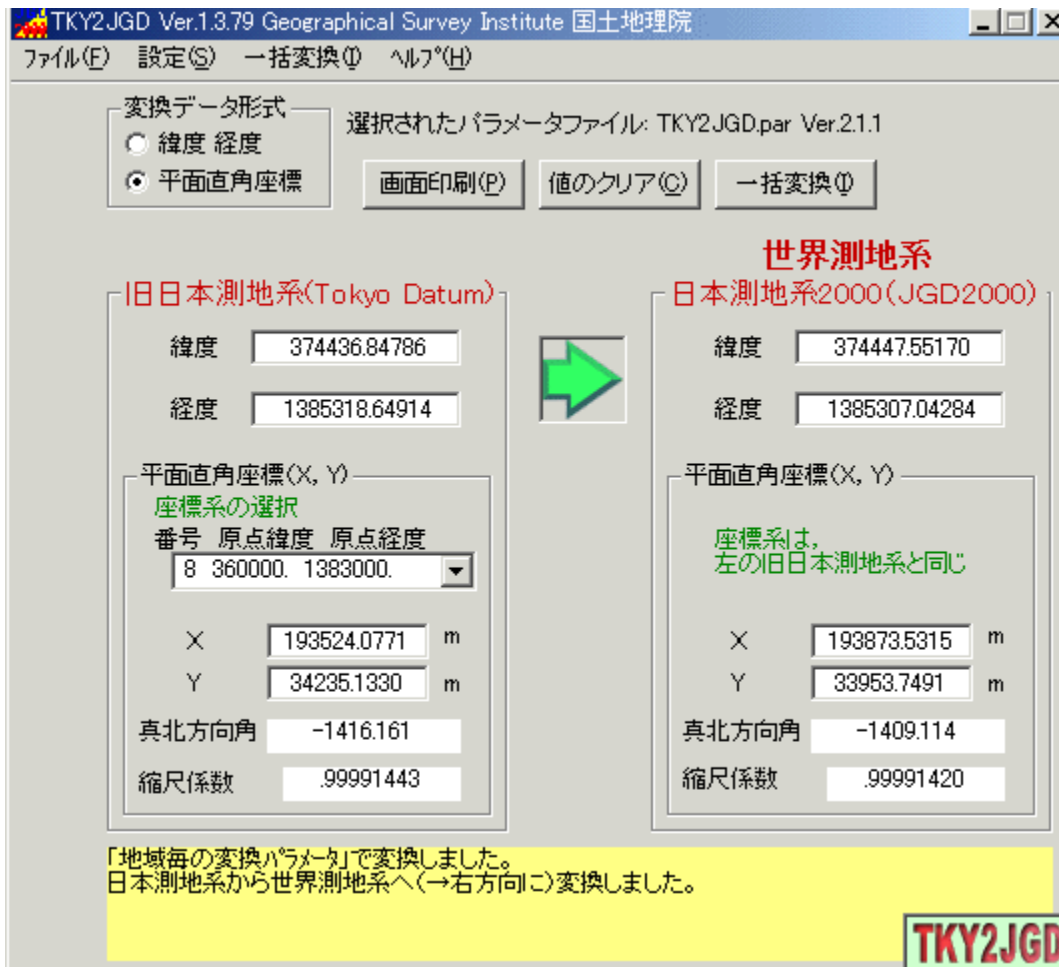 TKY2JGD Ver.1.3.79 Geographical Survey Institute 国土地理院
ファイル(F) 設定(S) 一括変換(I) ヘルプ(H)
変換データ形式
緯度 経度
平面直角座標
選択されたパラメータファイル: TKY2JGD.par Ver.2.1.1
画面印刷(P) 値のクリア(C) 一括変換(I)
世界測地系
旧日本測地系(Tokyo Datum)
緯度 374436.84786
経度 1385318.64914
平面直角座標(X, Y)
座標系の選択
番号 原点緯度 原点経度
8 360000. 1383000.
X 193524.0771 m
Y 34235.1330 m
真北方向角 -1416.161
縮尺係数 .99991443
日本測地系2000(JGD2000)
緯度 374447.55170
経度 1385307.04284
平面直角座標(X, Y)
座標系は,
左の旧日本測地系と同じ
X 193873.5315 m
Y 33953.7491 m
真北方向角 -1409.114
縮尺係数 .99991420
「地域毎の変換パラメータ」で変換しました。
日本測地系から世界測地系へ(→右方向に)変換しました。
TKY2JGD